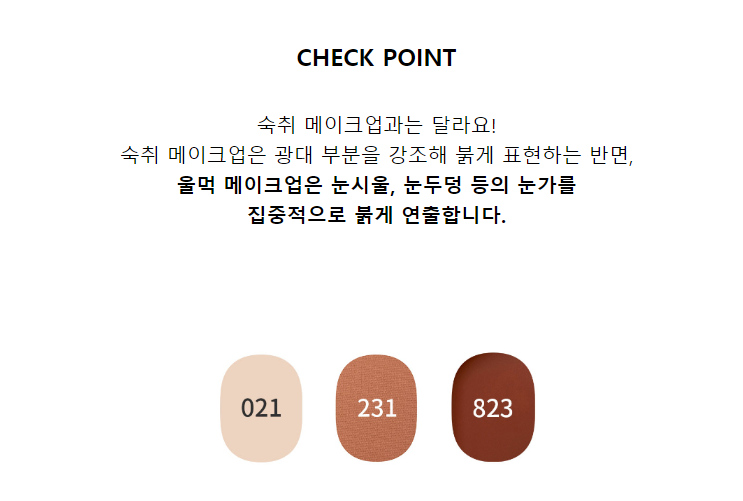 CHECK POINT
숙취 메이크업과는 달라요!
숙취 메이크업은 광대 부분을 강조해 붉게 표현하는 반면,
울먹 메이크업은 눈시울, 눈두덩 등의 눈가를
집중적으로 붉게 연출합니다.
021 231 823